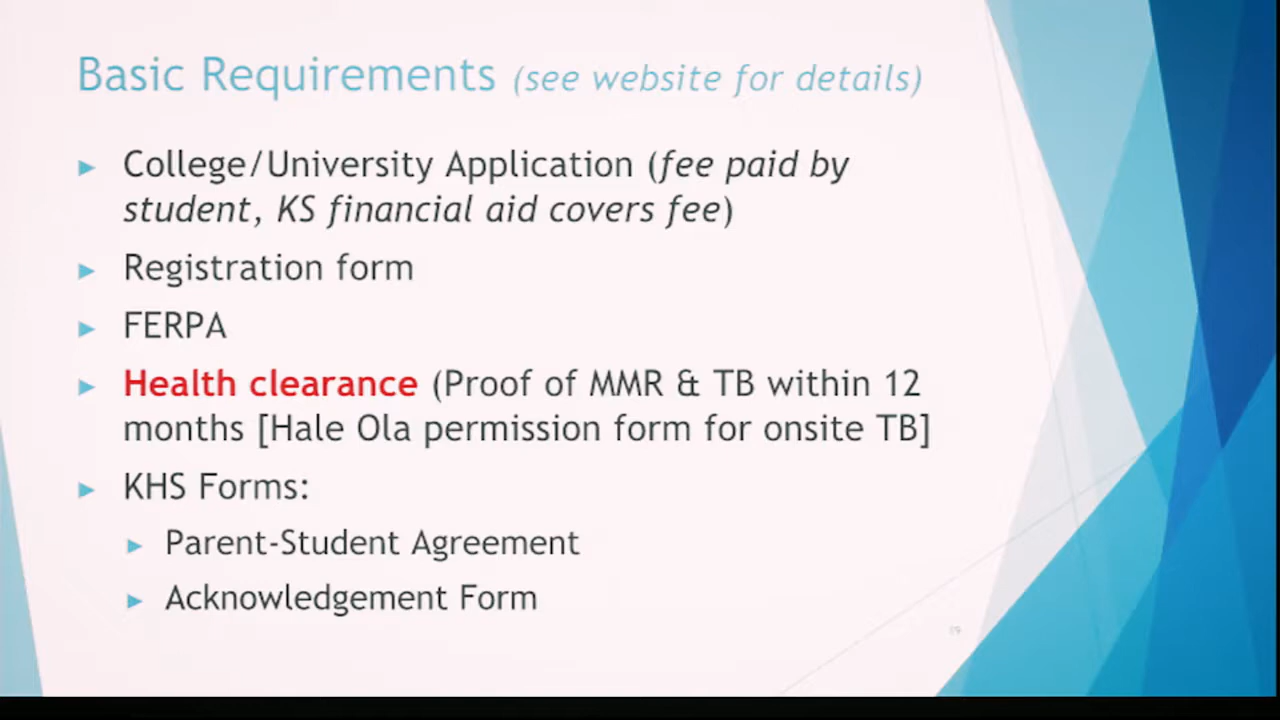 Basic Requirements (see website for details)
College/University Application (fee paid by
student, KS financial aid covers fee)
Registration form
FERPA
Health clearance (Proof of MMR & TB within 12
months [Hale Ola permission form for onsite TB]
KHS Forms:
Parent-Student Agreement
Acknowledgement Form